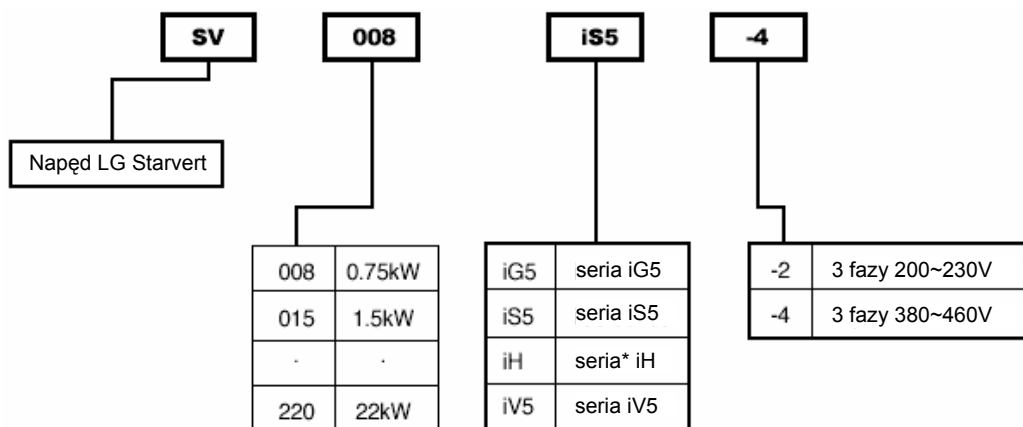 SV 008 iS5 -4
Napęd LG Starvert
008 0.75kW iG5 seria iG5 -2 3 fazy 200~230V
015 1.5kW iS5 seria iS5 -4 3 fazy 380~460V
. . iH seria* iH
220 22kW iV5 seria iV5